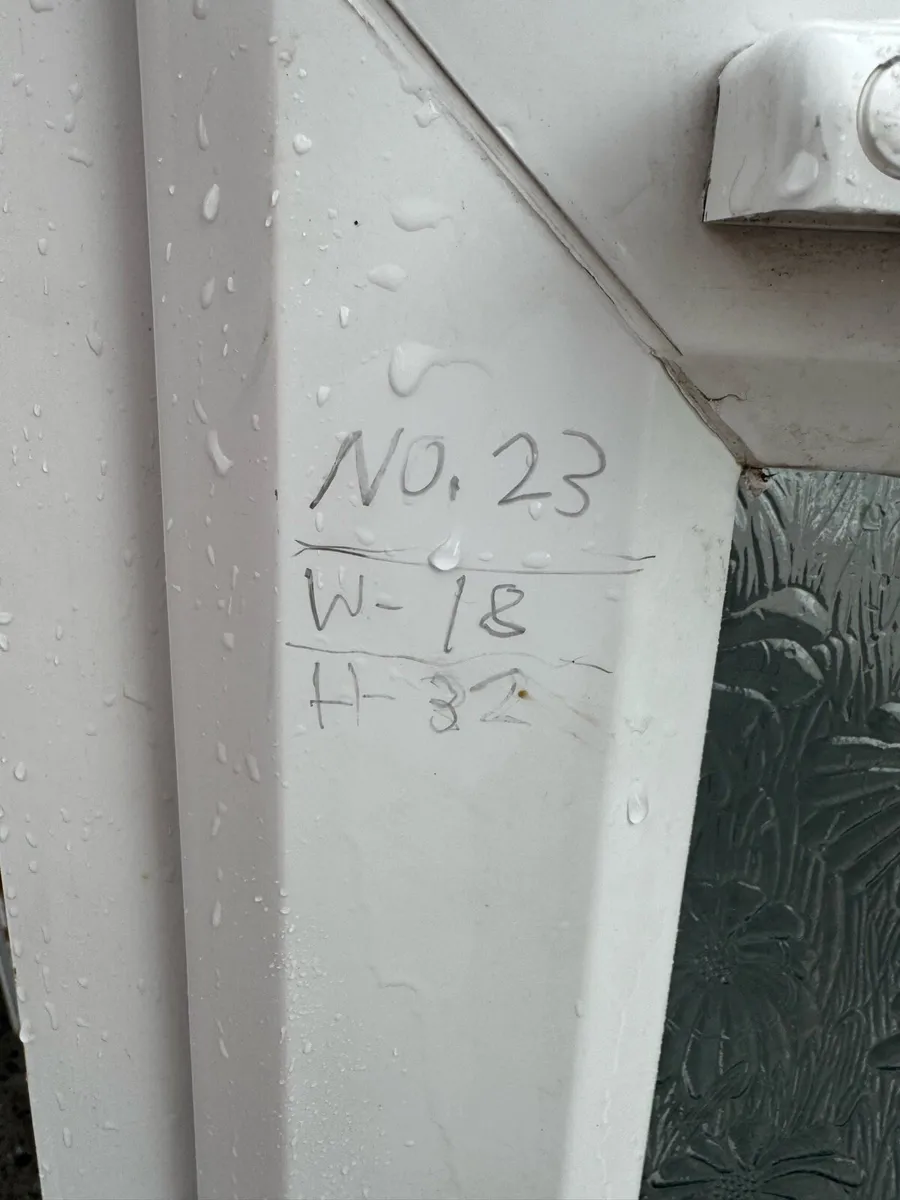 NO. 23
W- 18
H- 32